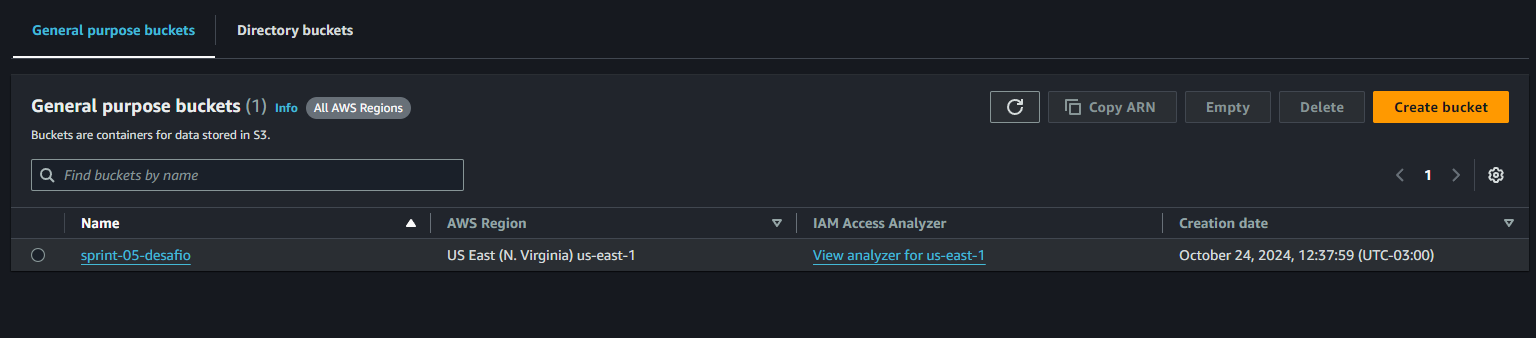 General purpose buckets Directory buckets
General purpose buckets (1) Info All AWS Regions Copy ARN Empty Delete Create bucket
Buckets are containers for data stored in S3.
Find buckets by name 1
Name AWS Region IAM Access Analyzer Creation date
sprint-05-desafio US East (N. Virginia) us-east-1 View analyzer for us-east-1 October 24, 2024, 12:37:59 (UTC-03:00)